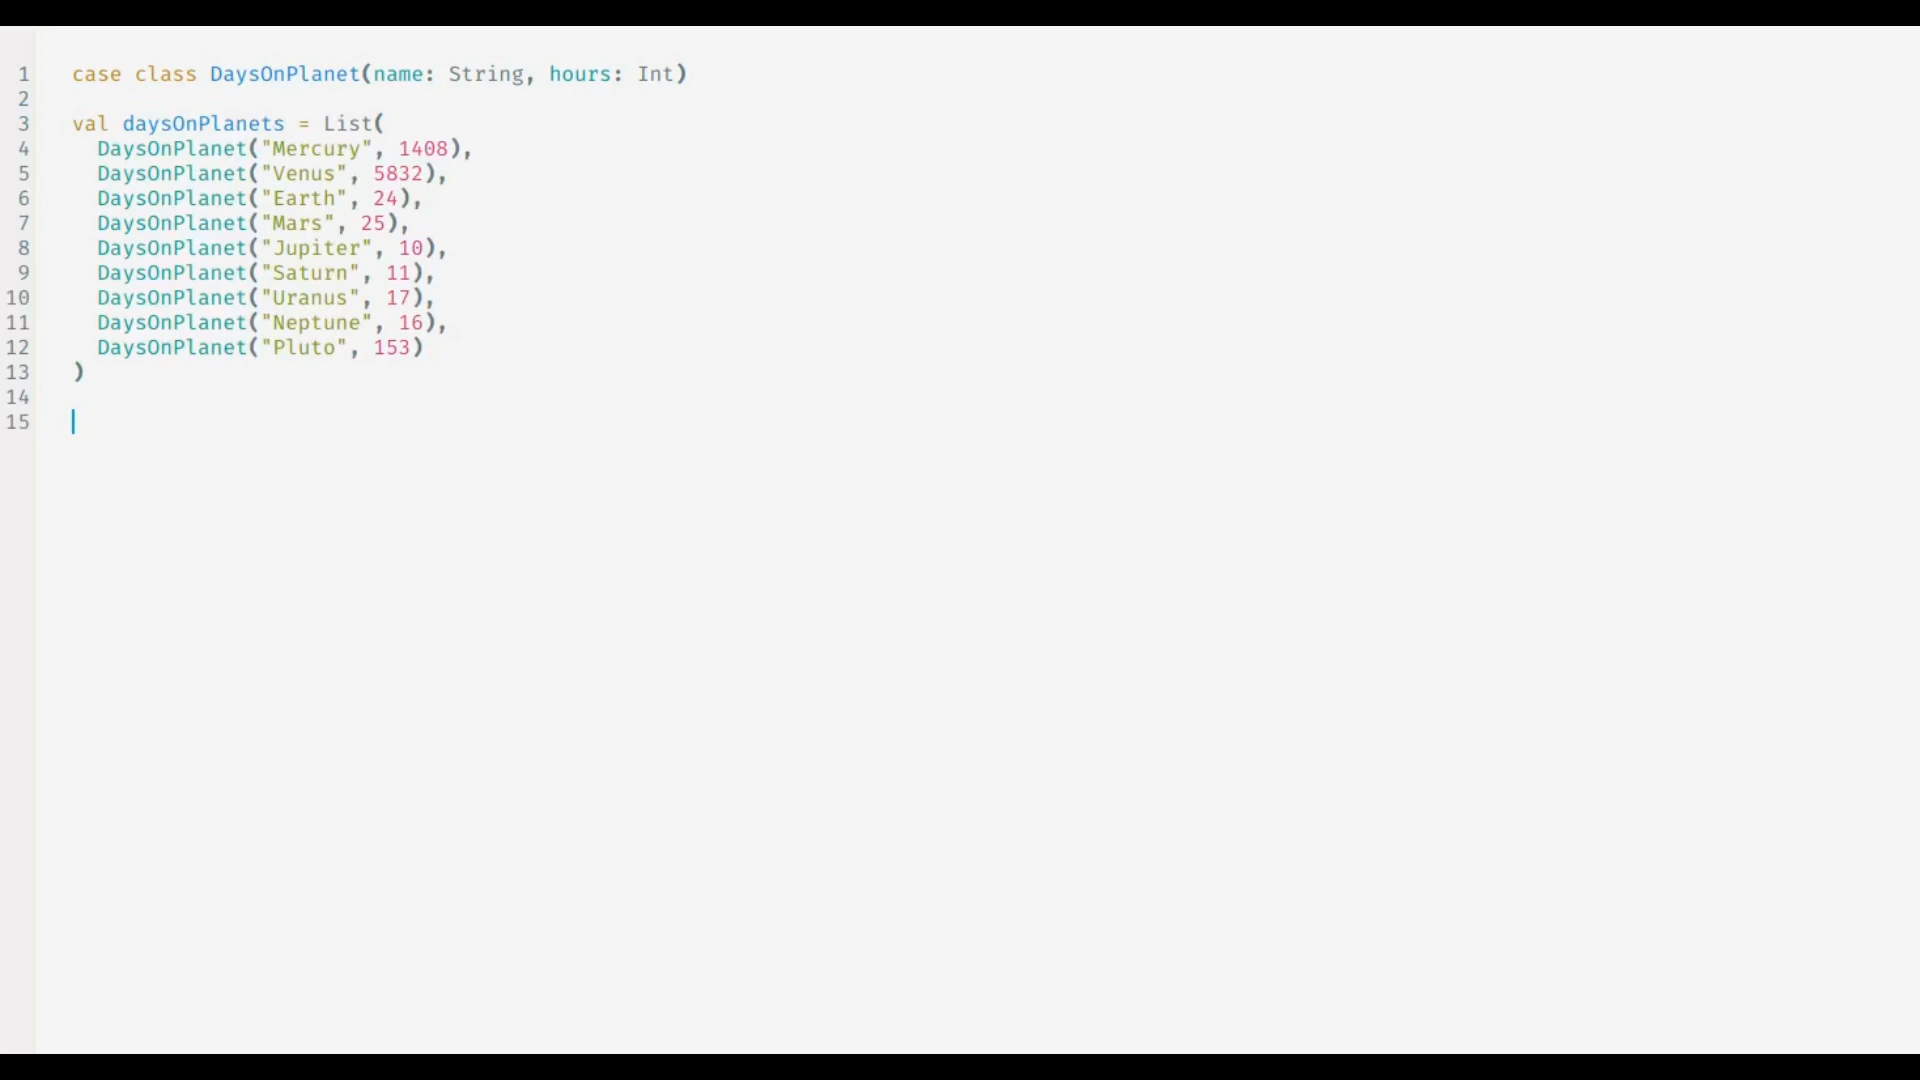 1 case class DaysOnPlanet(name: String, hours: Int)
2
3 val daysOnPlanets = List(
4   DaysOnPlanet("Mercury", 1408),
5   DaysOnPlanet("Venus", 5832),
6   DaysOnPlanet("Earth", 24),
7   DaysOnPlanet("Mars", 25),
8   DaysOnPlanet("Jupiter", 10),
9   DaysOnPlanet("Saturn", 11),
10   DaysOnPlanet("Uranus", 17),
11   DaysOnPlanet("Neptune", 16),
12   DaysOnPlanet("Pluto", 153)
13 )
14
15